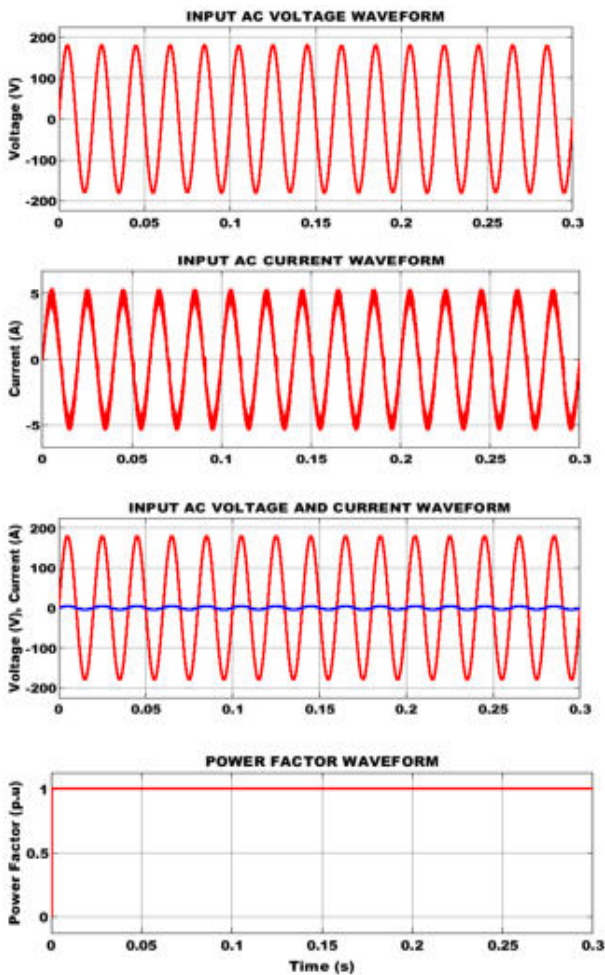 INPUT AC VOLTAGE WAVEFORM
Voltage (V)
200
100
0
-100
-200
0 0.05 0.1 0.15 0.2 0.25 0.3
INPUT AC CURRENT WAVEFORM
Current (A)
5
0
-5
0 0.05 0.1 0.15 0.2 0.25 0.3
INPUT AC VOLTAGE AND CURRENT WAVEFORM
Voltage (V), Current (A)
200
100
0
-100
-200
0 0.05 0.1 0.15 0.2 0.25 0.3
POWER FACTOR WAVEFORM
Power Factor (p.u)
1
0.5
0
0 0.05 0.1 0.15 0.2 0.25 0.3
Time (s)